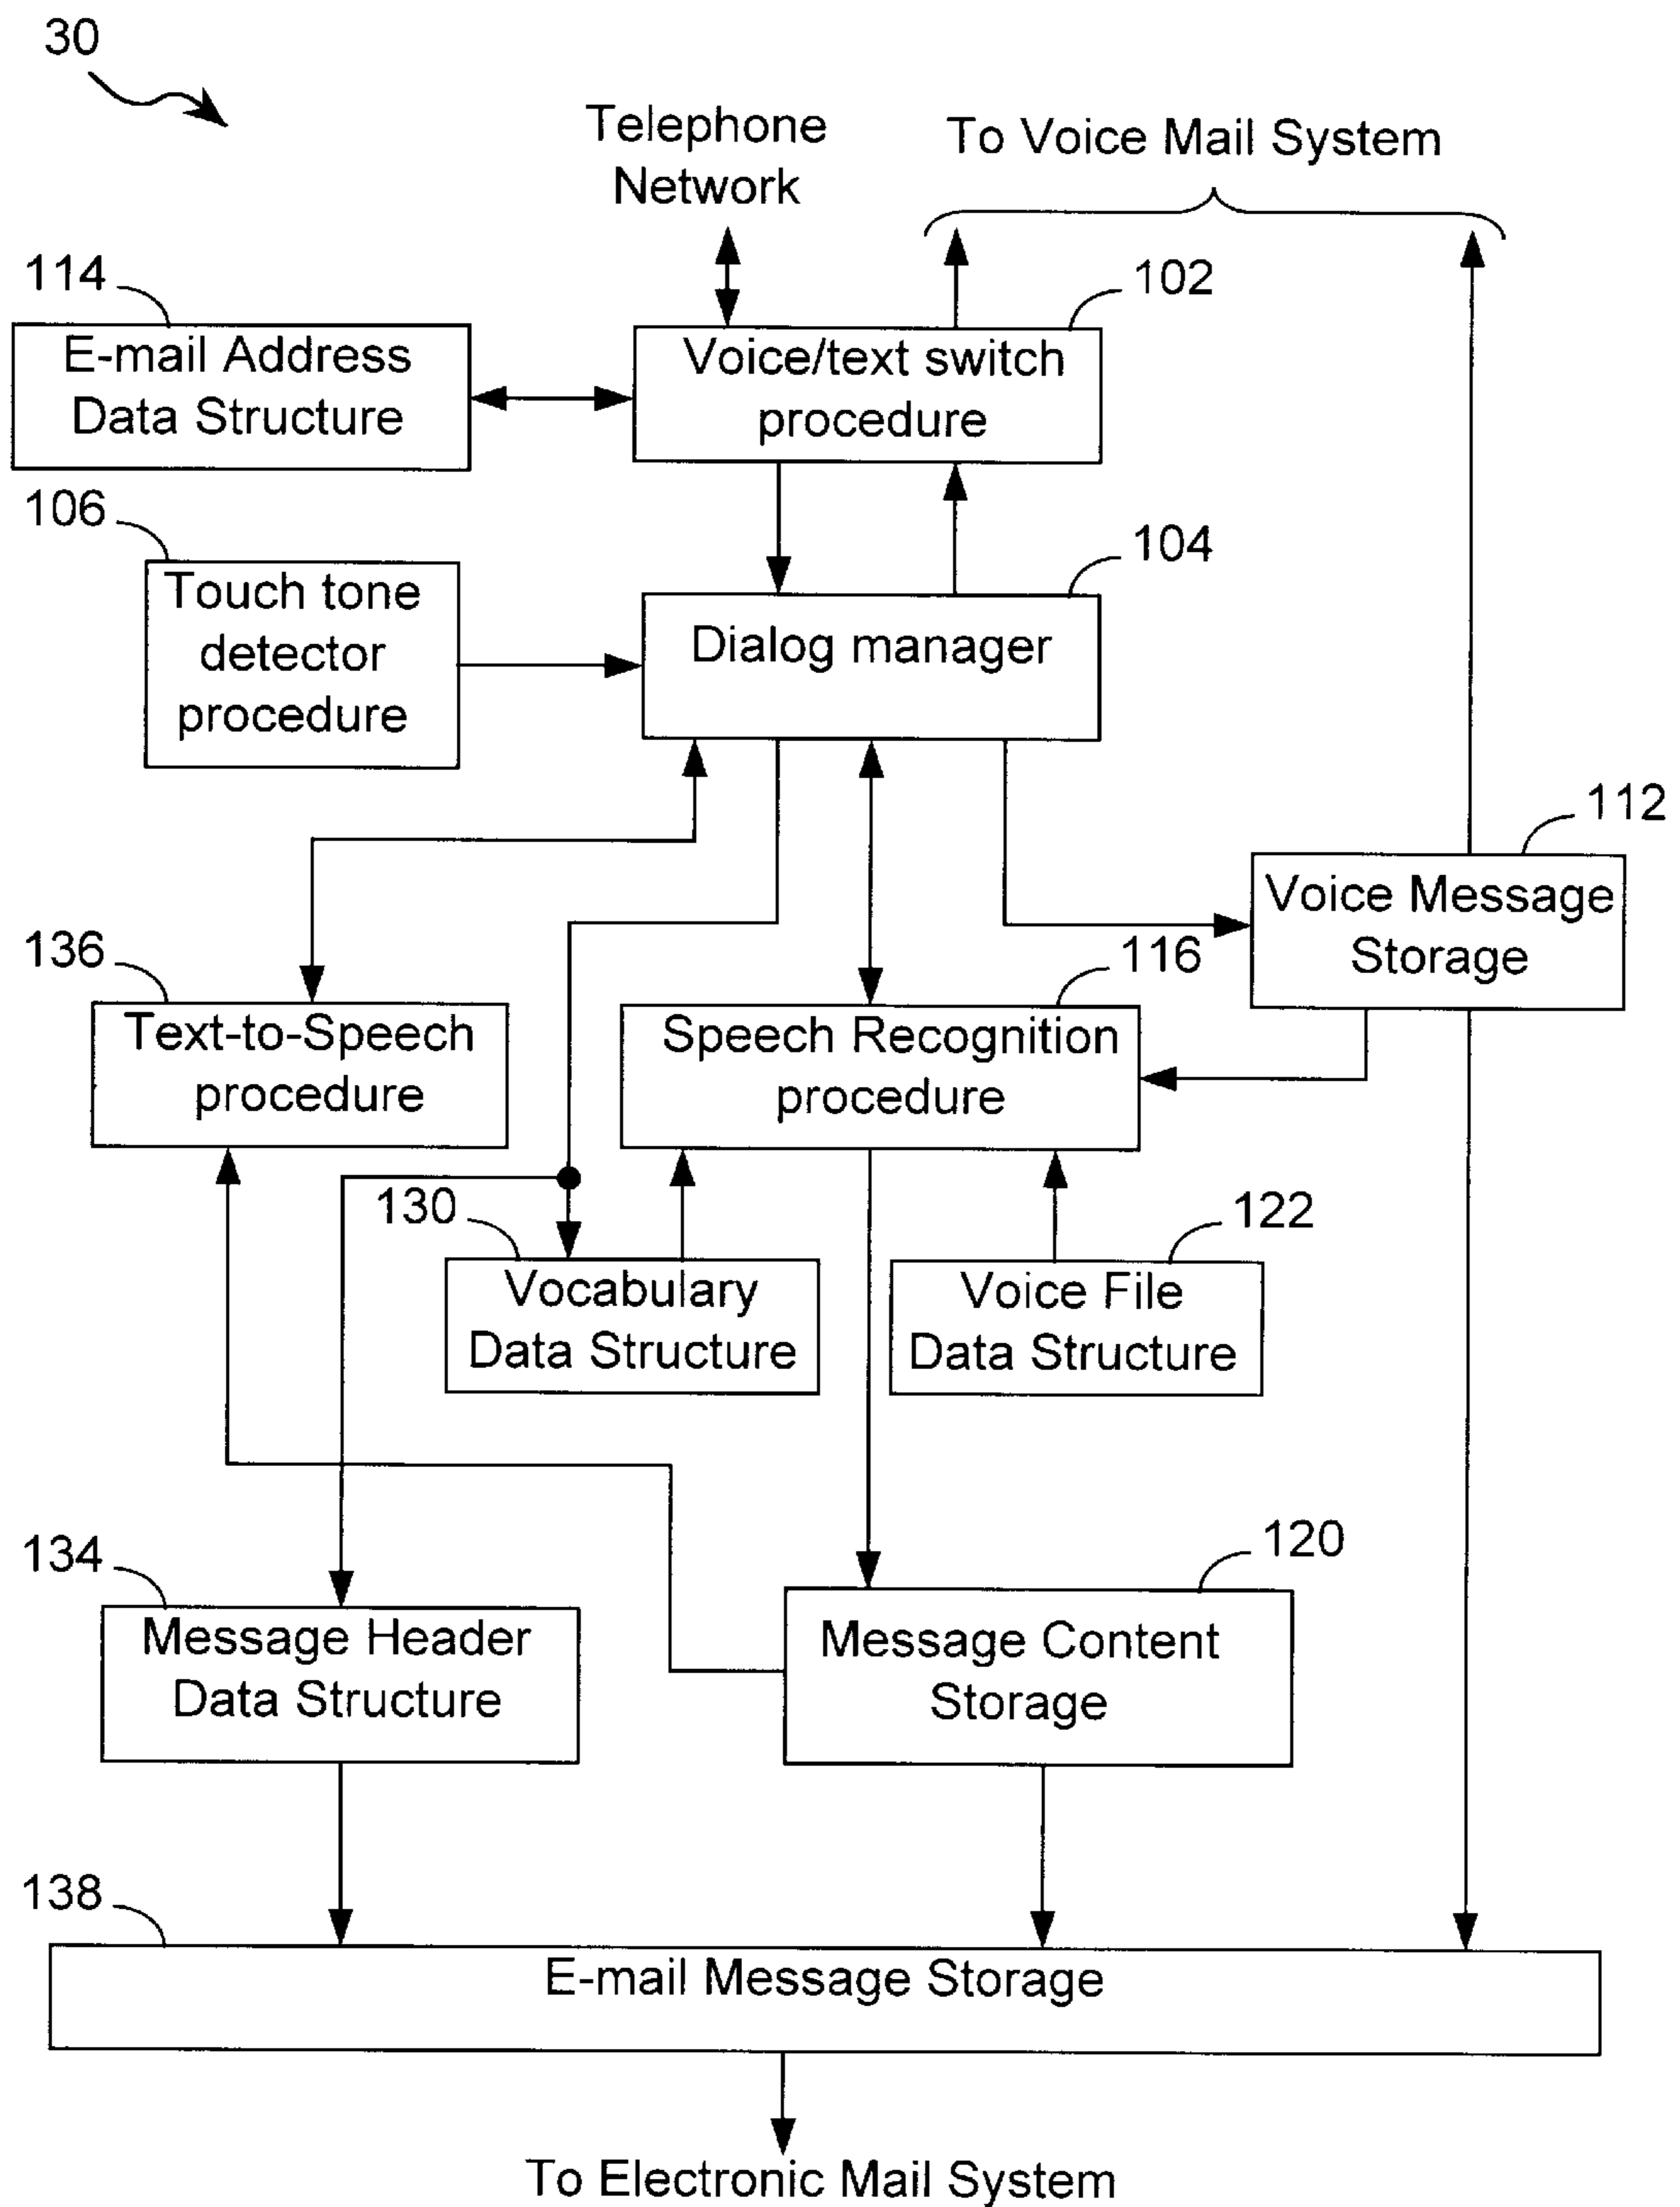 30
Telephone
Network
To Voice Mail System
114
102
E-mail Address
Data Structure
Voice/text switch
procedure
106
104
Touch tone
detector
procedure
Dialog manager
112
Voice Message
Storage
136
116
Text-to-Speech
procedure
Speech Recognition
procedure
130
122
Vocabulary
Data Structure
Voice File
Data Structure
134
120
Message Header
Data Structure
Message Content
Storage
138
E-mail Message Storage
To Electronic Mail System